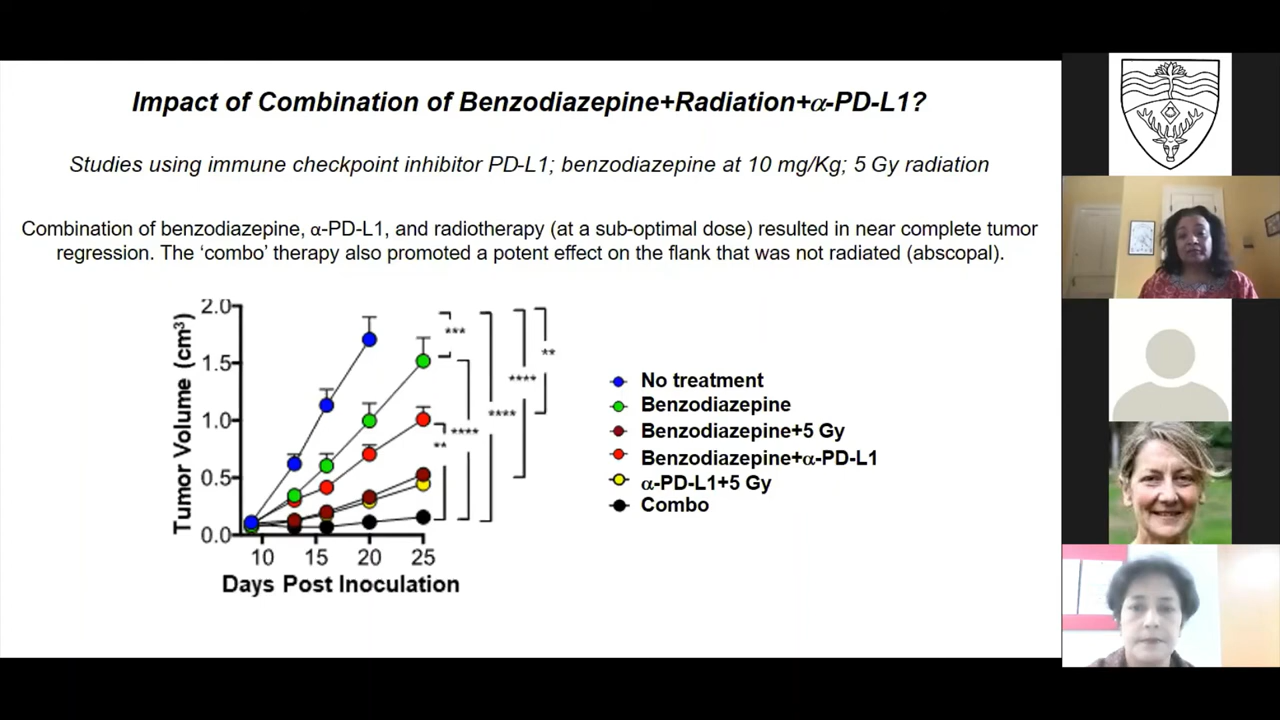 Impact of Combination of Benzodiazepine+Radiation+α-PD-L1?
Studies using immune checkpoint inhibitor PD-L1; benzodiazepine at 10 mg/Kg; 5 Gy radiation
Combination of benzodiazepine, α-PD-L1, and radiotherapy (at a sub-optimal dose) resulted in near complete tumor
regression. The ‘combo’ therapy also promoted a potent effect on the flank that was not radiated (abscopal).
Tumor Volume (cm³)
2.0
1.5
1.0
0.5
0.0
10 15 20 25
Days Post Inoculation
***
**
****
****
****
**
No treatment
Benzodiazepine
Benzodiazepine+5 Gy
Benzodiazepine+α-PD-L1
α-PD-L1+5 Gy
Combo